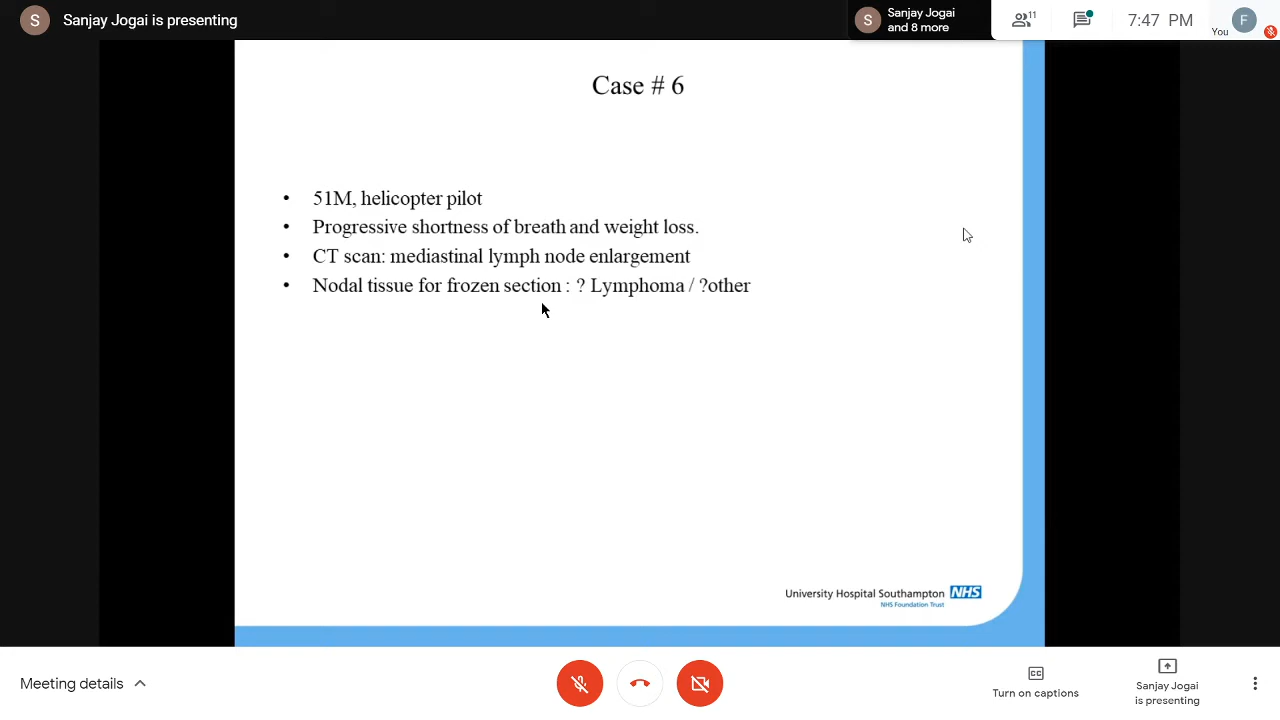 S Sanjay Jogai is presenting
S Sanjay Jogai
and 8 more
11
7:47 PM
You F
Case # 6
• 51M, helicopter pilot
• Progressive shortness of breath and weight loss.
• CT scan: mediastinal lymph node enlargement
• Nodal tissue for frozen section : ? Lymphoma / ?other
University Hospital Southampton NHS
NHS Foundation Trust
Meeting details
CC
Turn on captions
Sanjay Jogai
is presenting